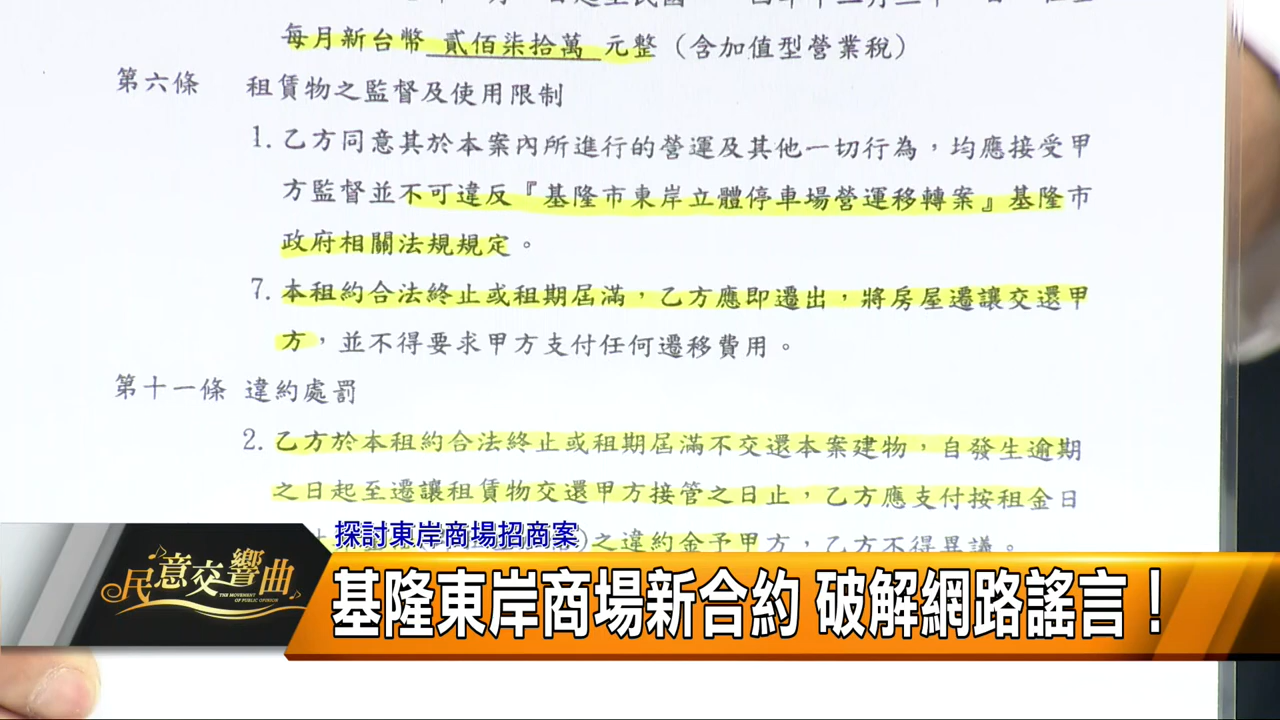 每月新台幣 貳佰柒拾萬 元整（含加值型營業稅）
第六條 租賃物之監督及使用限制
1. 乙方同意其於本案內所進行的營運及其他一切行為，均應接受甲
方監督並不可違反『基隆市東岸立體停車場營運移轉案』基隆市
政府相關法規規定。
7. 本租約合法終止或租期屆滿，乙方應即遷出，將房屋遷讓交還甲
方，並不得要求甲方支付任何遷移費用。
第十一條 違約處罰
2. 乙方於本租約合法終止或租期屆滿不交還本案建物，自發生逾期
之日起至遷讓租賃物交還甲方接管之日止，乙方應支付按租金日
之違約金予甲方，乙方不得異議。
探討東岸商場招商案
民意交響曲
THE MOVEMENT
OF PUBLIC OPINION
基隆東岸商場新合約 破解網路謠言！